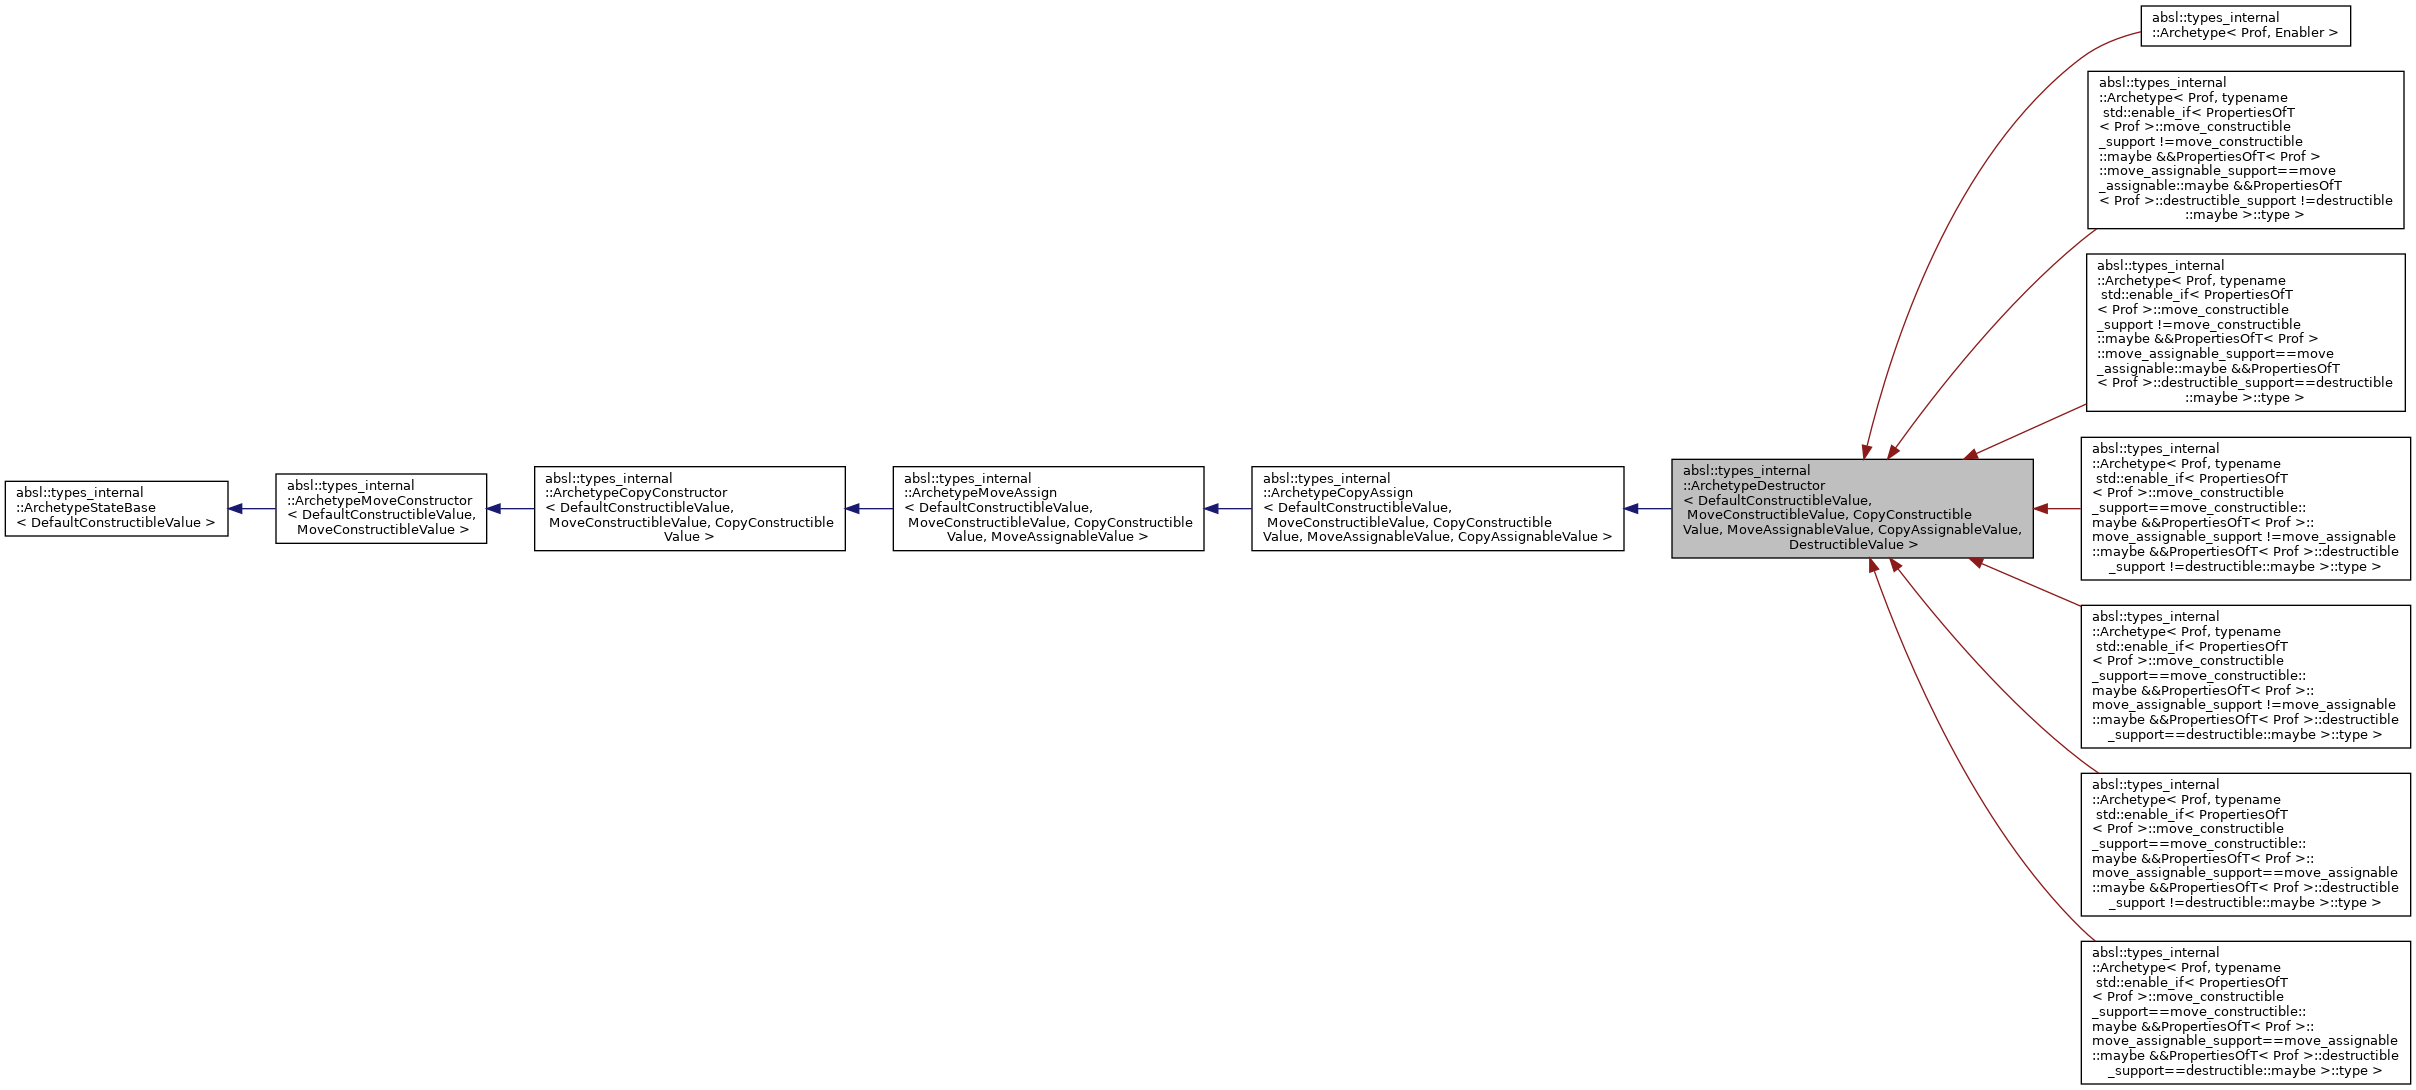 absl::types_internal
::ArchetypeStateBase
< DefaultConstructibleValue >
absl::types_internal
::ArchetypeMoveConstructor
< DefaultConstructibleValue,
MoveConstructibleValue >
absl::types_internal
::ArchetypeCopyConstructor
< DefaultConstructibleValue,
MoveConstructibleValue, CopyConstructible
Value >
absl::types_internal
::ArchetypeMoveAssign
< DefaultConstructibleValue,
MoveConstructibleValue, CopyConstructible
Value, MoveAssignableValue >
absl::types_internal
::ArchetypeCopyAssign
< DefaultConstructibleValue,
MoveConstructibleValue, CopyConstructible
Value, MoveAssignableValue, CopyAssignableValue >
absl::types_internal
::ArchetypeDestructor
< DefaultConstructibleValue,
MoveConstructibleValue, CopyConstructible
Value, MoveAssignableValue, CopyAssignableValue,
DestructibleValue >
absl::types_internal
::Archetype< Prof, Enabler >
absl::types_internal
::Archetype< Prof, typename
std::enable_if< PropertiesOfT
< Prof >::move_constructible
_support !=move_constructible
::maybe &&PropertiesOfT< Prof >
::move_assignable_support==move
_assignable::maybe &&PropertiesOfT
< Prof >::destructible_support !=destructible
::maybe >::type >
absl::types_internal
::Archetype< Prof, typename
std::enable_if< PropertiesOfT
< Prof >::move_constructible
_support !=move_constructible
::maybe &&PropertiesOfT< Prof >
::move_assignable_support==move
_assignable::maybe &&PropertiesOfT
< Prof >::destructible_support==destructible
::maybe >::type >
absl::types_internal
::Archetype< Prof, typename
std::enable_if< PropertiesOfT
< Prof >::move_constructible
_support==move_constructible::
maybe &&PropertiesOfT< Prof >::
move_assignable_support !=move_assignable
::maybe &&PropertiesOfT< Prof >::destructible
_support !=destructible::maybe >::type >
absl::types_internal
::Archetype< Prof, typename
std::enable_if< PropertiesOfT
< Prof >::move_constructible
_support==move_constructible::
maybe &&PropertiesOfT< Prof >::
move_assignable_support !=move_assignable
::maybe &&PropertiesOfT< Prof >::destructible
_support==destructible::maybe >::type >
absl::types_internal
::Archetype< Prof, typename
std::enable_if< PropertiesOfT
< Prof >::move_constructible
_support==move_constructible::
maybe &&PropertiesOfT< Prof >::
move_assignable_support==move_assignable
::maybe &&PropertiesOfT< Prof >::destructible
_support !=destructible::maybe >::type >
absl::types_internal
::Archetype< Prof, typename
std::enable_if< PropertiesOfT
< Prof >::move_constructible
_support==move_constructible::
maybe &&PropertiesOfT< Prof >::
move_assignable_support==move_assignable
::maybe &&PropertiesOfT< Prof >::destructible
_support==destructible::maybe >::type >